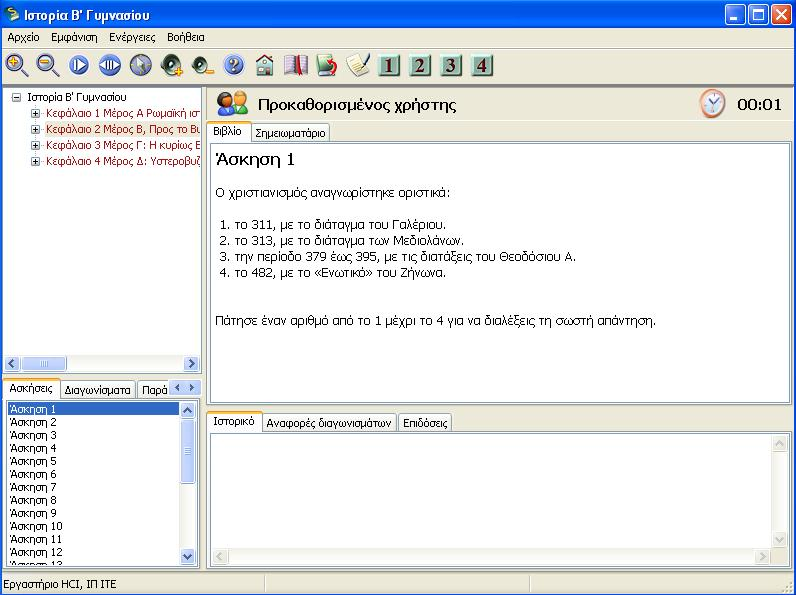 Ιστορία Β' Γυμνασίου
Αρχείο Εμφάνιση Ενέργειες Βοήθεια
1 2 3 4
Ιστορία Β' Γυμνασίου
Κεφάλαιο 1 Μέρος Α Ρωμαϊκή ισ
Κεφάλαιο 2 Μέρος Β, Προς το Βυ
Κεφάλαιο 3 Μέρος Γ: Η κυρίως Β
Κεφάλαιο 4 Μέρος Δ: Υστεροβυζ
Προκαθορισμένος χρήστης
00:01
Βιβλίο Σημειωματάριο
Άσκηση 1
Ο χριστιανισμός αναγνωρίστηκε οριστικά:
1. το 311, με το διάταγμα του Γαλέριου.
2. το 313, με το διάταγμα των Μεδιολάνων.
3. την περίοδο 379 έως 395, με τις διατάξεις του Θεοδόσιου Α.
4. το 482, με το «Ενωτικό» του Ζήνωνα.
Πάτησε έναν αριθμό από το 1 μέχρι το 4 για να διαλέξεις τη σωστή απάντηση.
Ασκήσεις Διαγωνίσματα Παρά
Άσκηση 1
Άσκηση 2
Άσκηση 3
Άσκηση 4
Άσκηση 5
Άσκηση 6
Άσκηση 7
Άσκηση 8
Άσκηση 9
Άσκηση 10
Άσκηση 11
Άσκηση 12
Άσκηση 13
Ιστορικό Αναφορές διαγωνισμάτων Επιδόσεις
Εργαστήριο HCI, ΙΠ ΙΤΕ